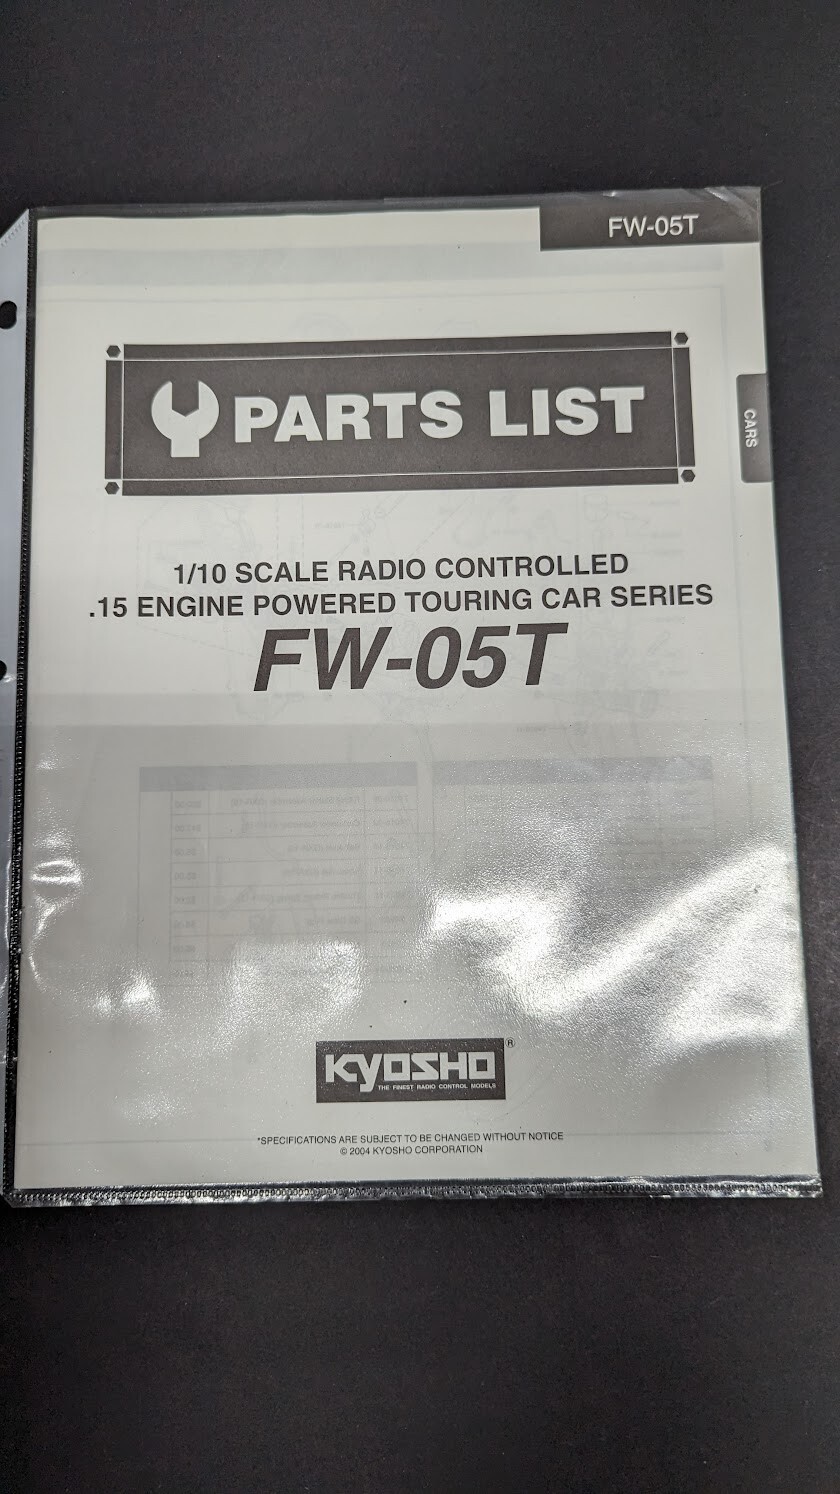 FW-05T
PARTS LIST
CARS
1/10 SCALE RADIO CONTROLLED
.15 ENGINE POWERED TOURING CAR SERIES
FW-05T
KYOSHO®
THE FINEST RADIO CONTROL MODELS
*SPECIFICATIONS ARE SUBJECT TO BE CHANGED WITHOUT NOTICE
© 2004 KYOSHO CORPORATION